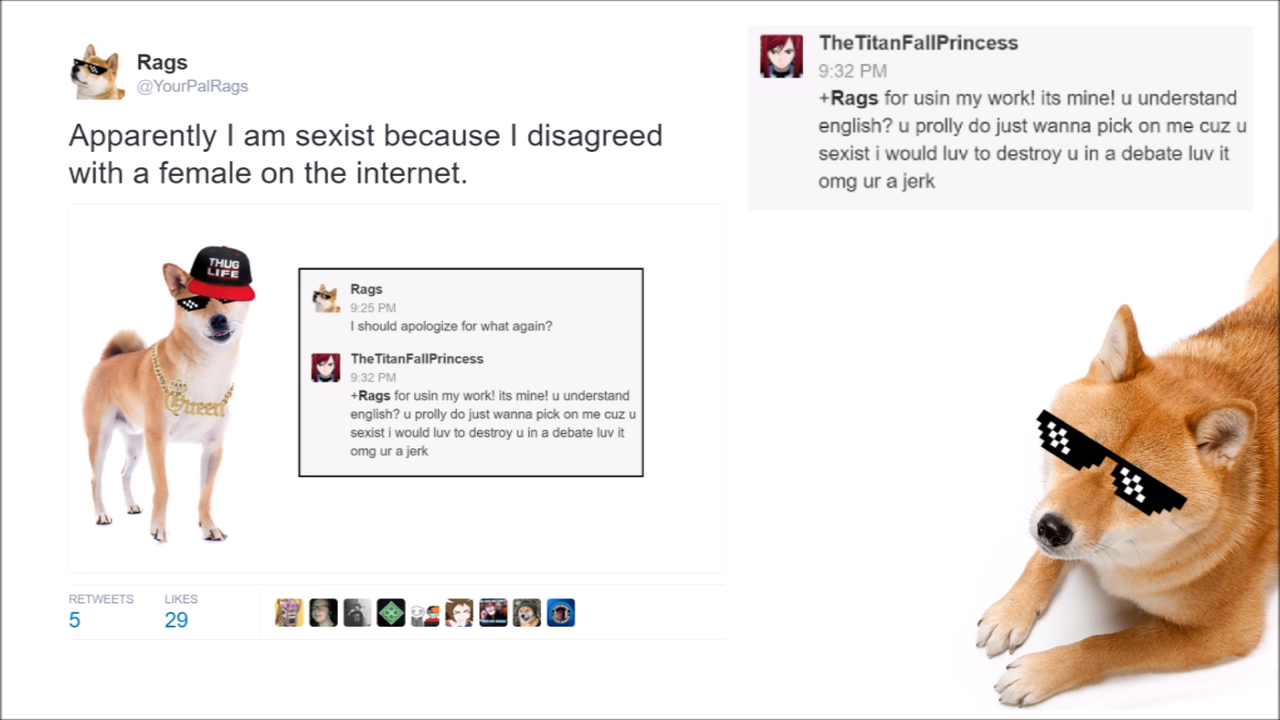 Rags
@YourPalRags
Apparently I am sexist because I disagreed
with a female on the internet.
THUG
LIFE
Queen
Rags
9:25 PM
I should apologize for what again?
TheTitanFallPrincess
9:32 PM
+Rags for usin my work! its mine! u understand
english? u prolly do just wanna pick on me cuz u
sexist i would luv to destroy u in a debate luv it
omg ur a jerk
RETWEETS
LIKES
5
29
TheTitanFallPrincess
9:32 PM
+Rags for usin my work! its mine! u understand
english? u prolly do just wanna pick on me cuz u
sexist i would luv to destroy u in a debate luv it
omg ur a jerk